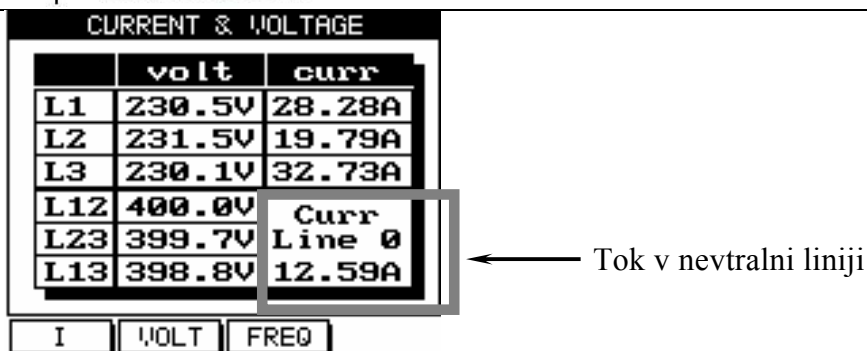 CURRENT & VOLTAGE
volt curr
L1 230.5V 28.28A
L2 231.5V 19.79A
L3 230.1V 32.73A
L12 400.0V Curr
L23 399.7V Line 0
L13 398.8V 12.59A
Tok v nevtralni liniji
I VOLT FREQ